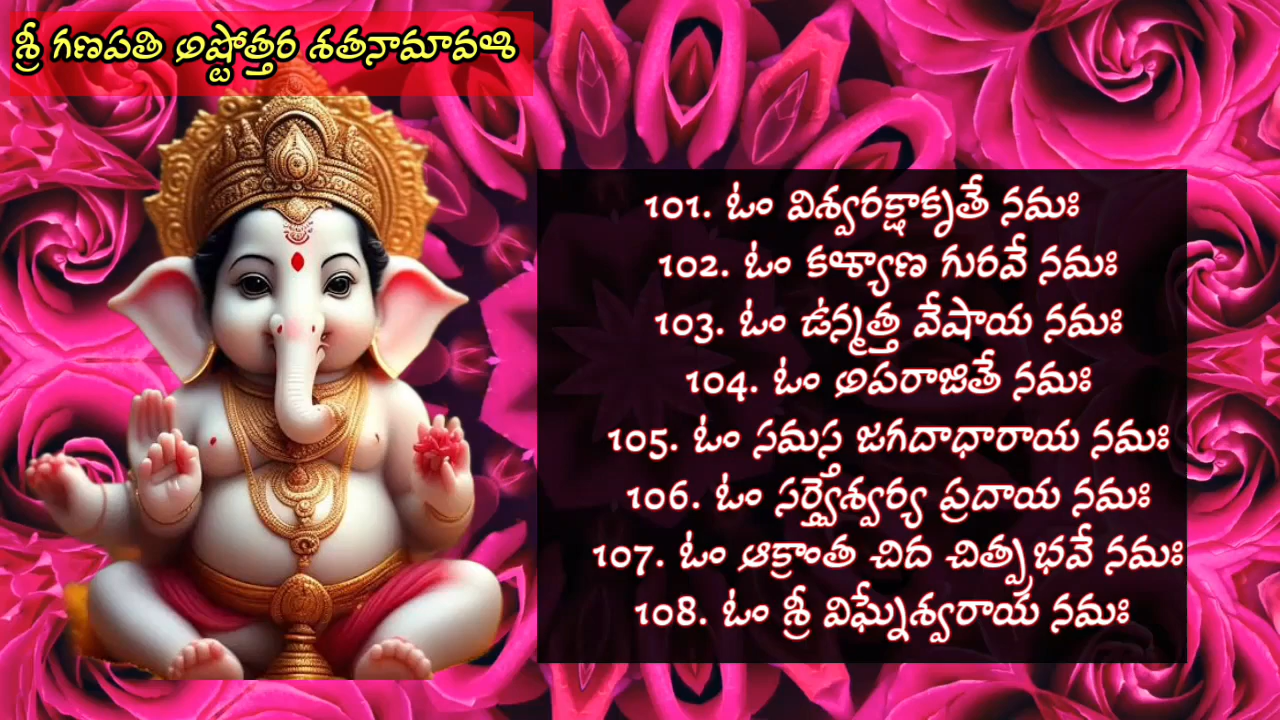 శ్రీ గణపతి అష్టోత్తర శతనామావళి
101. ఓం విశ్వరక్షాకృతే నమః
102. ఓం కళ్యాణ గురవే నమః
103. ఓం ఉన్మత్త వేషాయ నమః
104. ఓం అపరాజితే నమః
105. ఓం సమస్త జగదాధారాయ నమః
106. ఓం సర్త్వైశ్వర్య ప్రదాయ నమః
107. ఓం ఆక్రాంత చిద చిత్ప్రభవే నమః
108. ఓం శ్రీ విఘ్నేశ్వరాయ నమః